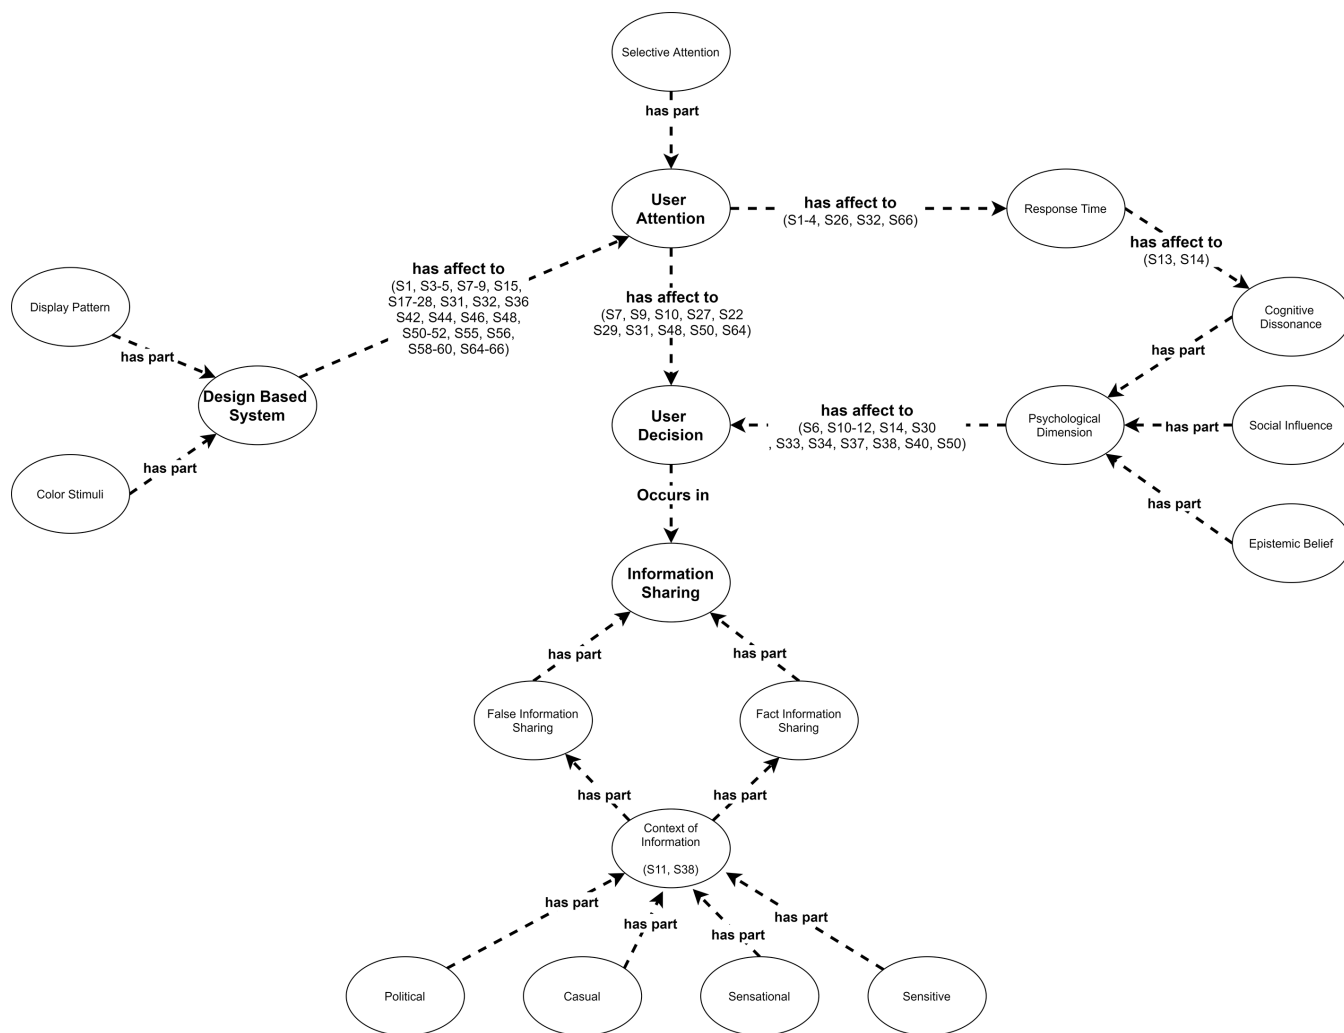 Selective Attention
has part
User
Attention
has affect to
(S1-4, S26, S32, S66)
Response Time
has affect to
(S13, S14)
has affect to
(S1, S3-5, S7-9, S15,
S17-28, S31, S32, S36
S42, S44, S46, S48,
S50-52, S55, S56,
S58-60, S64-66)
Display Pattern
has part
has affect to
(S7, S9, S10, S27, S22
S29, S31, S48, S50, S64)
Cognitive
Dissonance
has part
Design Based
System
User
Decision
has affect to
(S6, S10-12, S14, S30
, S33, S34, S37, S38, S40, S50)
Psychological
Dimension
has part
Social Influence
has part
Color Stimuli
Occurs in
has part
Epistemic Belief
Information
Sharing
has part
has part
False Information
Sharing
Fact Information
Sharing
has part
has part
Context of
Information
(S11, S38)
has part
has part
has part
has part
Political
Casual
Sensational
Sensitive